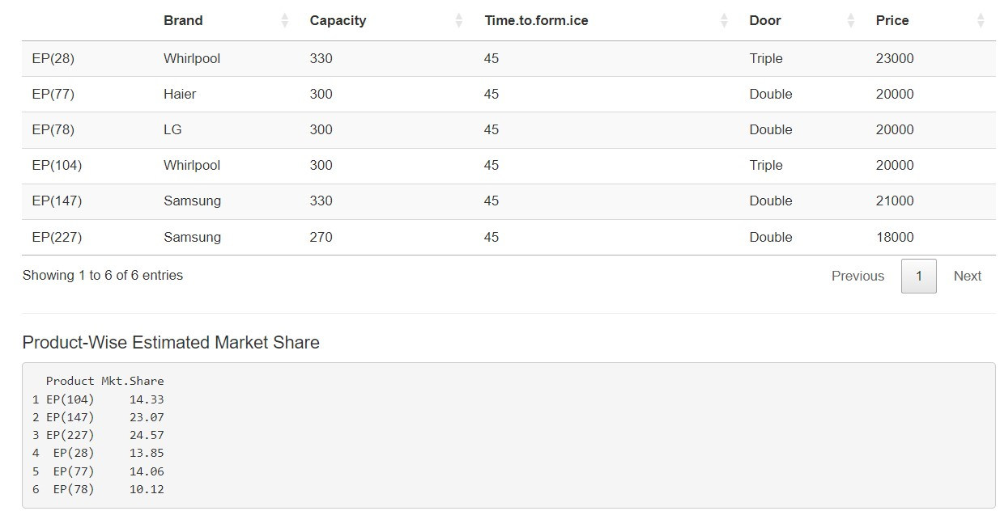 Brand Capacity Time.to.form.ice Door Price
EP(28) Whirlpool 330 45 Triple 23000
EP(77) Haier 300 45 Double 20000
EP(78) LG 300 45 Double 20000
EP(104) Whirlpool 300 45 Triple 20000
EP(147) Samsung 330 45 Double 21000
EP(227) Samsung 270 45 Double 18000
Showing 1 to 6 of 6 entries Previous 1 Next
Product-Wise Estimated Market Share
Product Mkt.Share
1 EP(104) 14.33
2 EP(147) 23.07
3 EP(227) 24.57
4 EP(28) 13.85
5 EP(77) 14.06
6 EP(78) 10.12